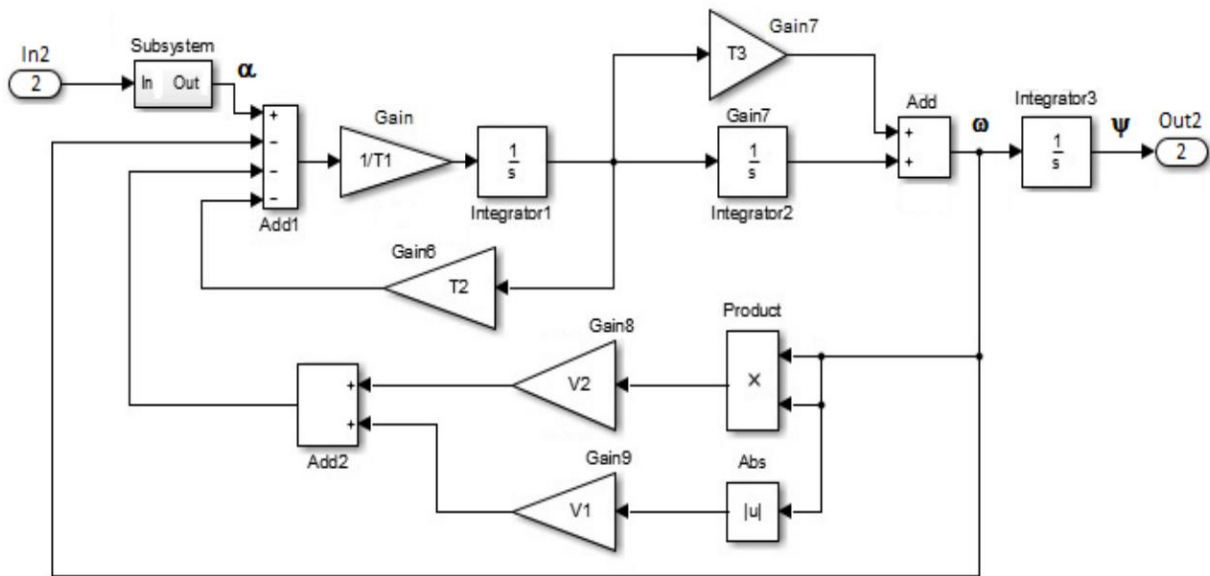 In2
2
Subsystem
In Out
α
+
−
−
−
Add1
Gain
1/T1
1
s
Integrator1
Gain7
T3
Gain7
1
s
Integrator2
Add
+
+
ω
Integrator3
1
s
ψ
Out2
2
Gain6
T2
Product
×
Gain8
V2
+
+
Add2
Gain9
V1
Abs
|u|